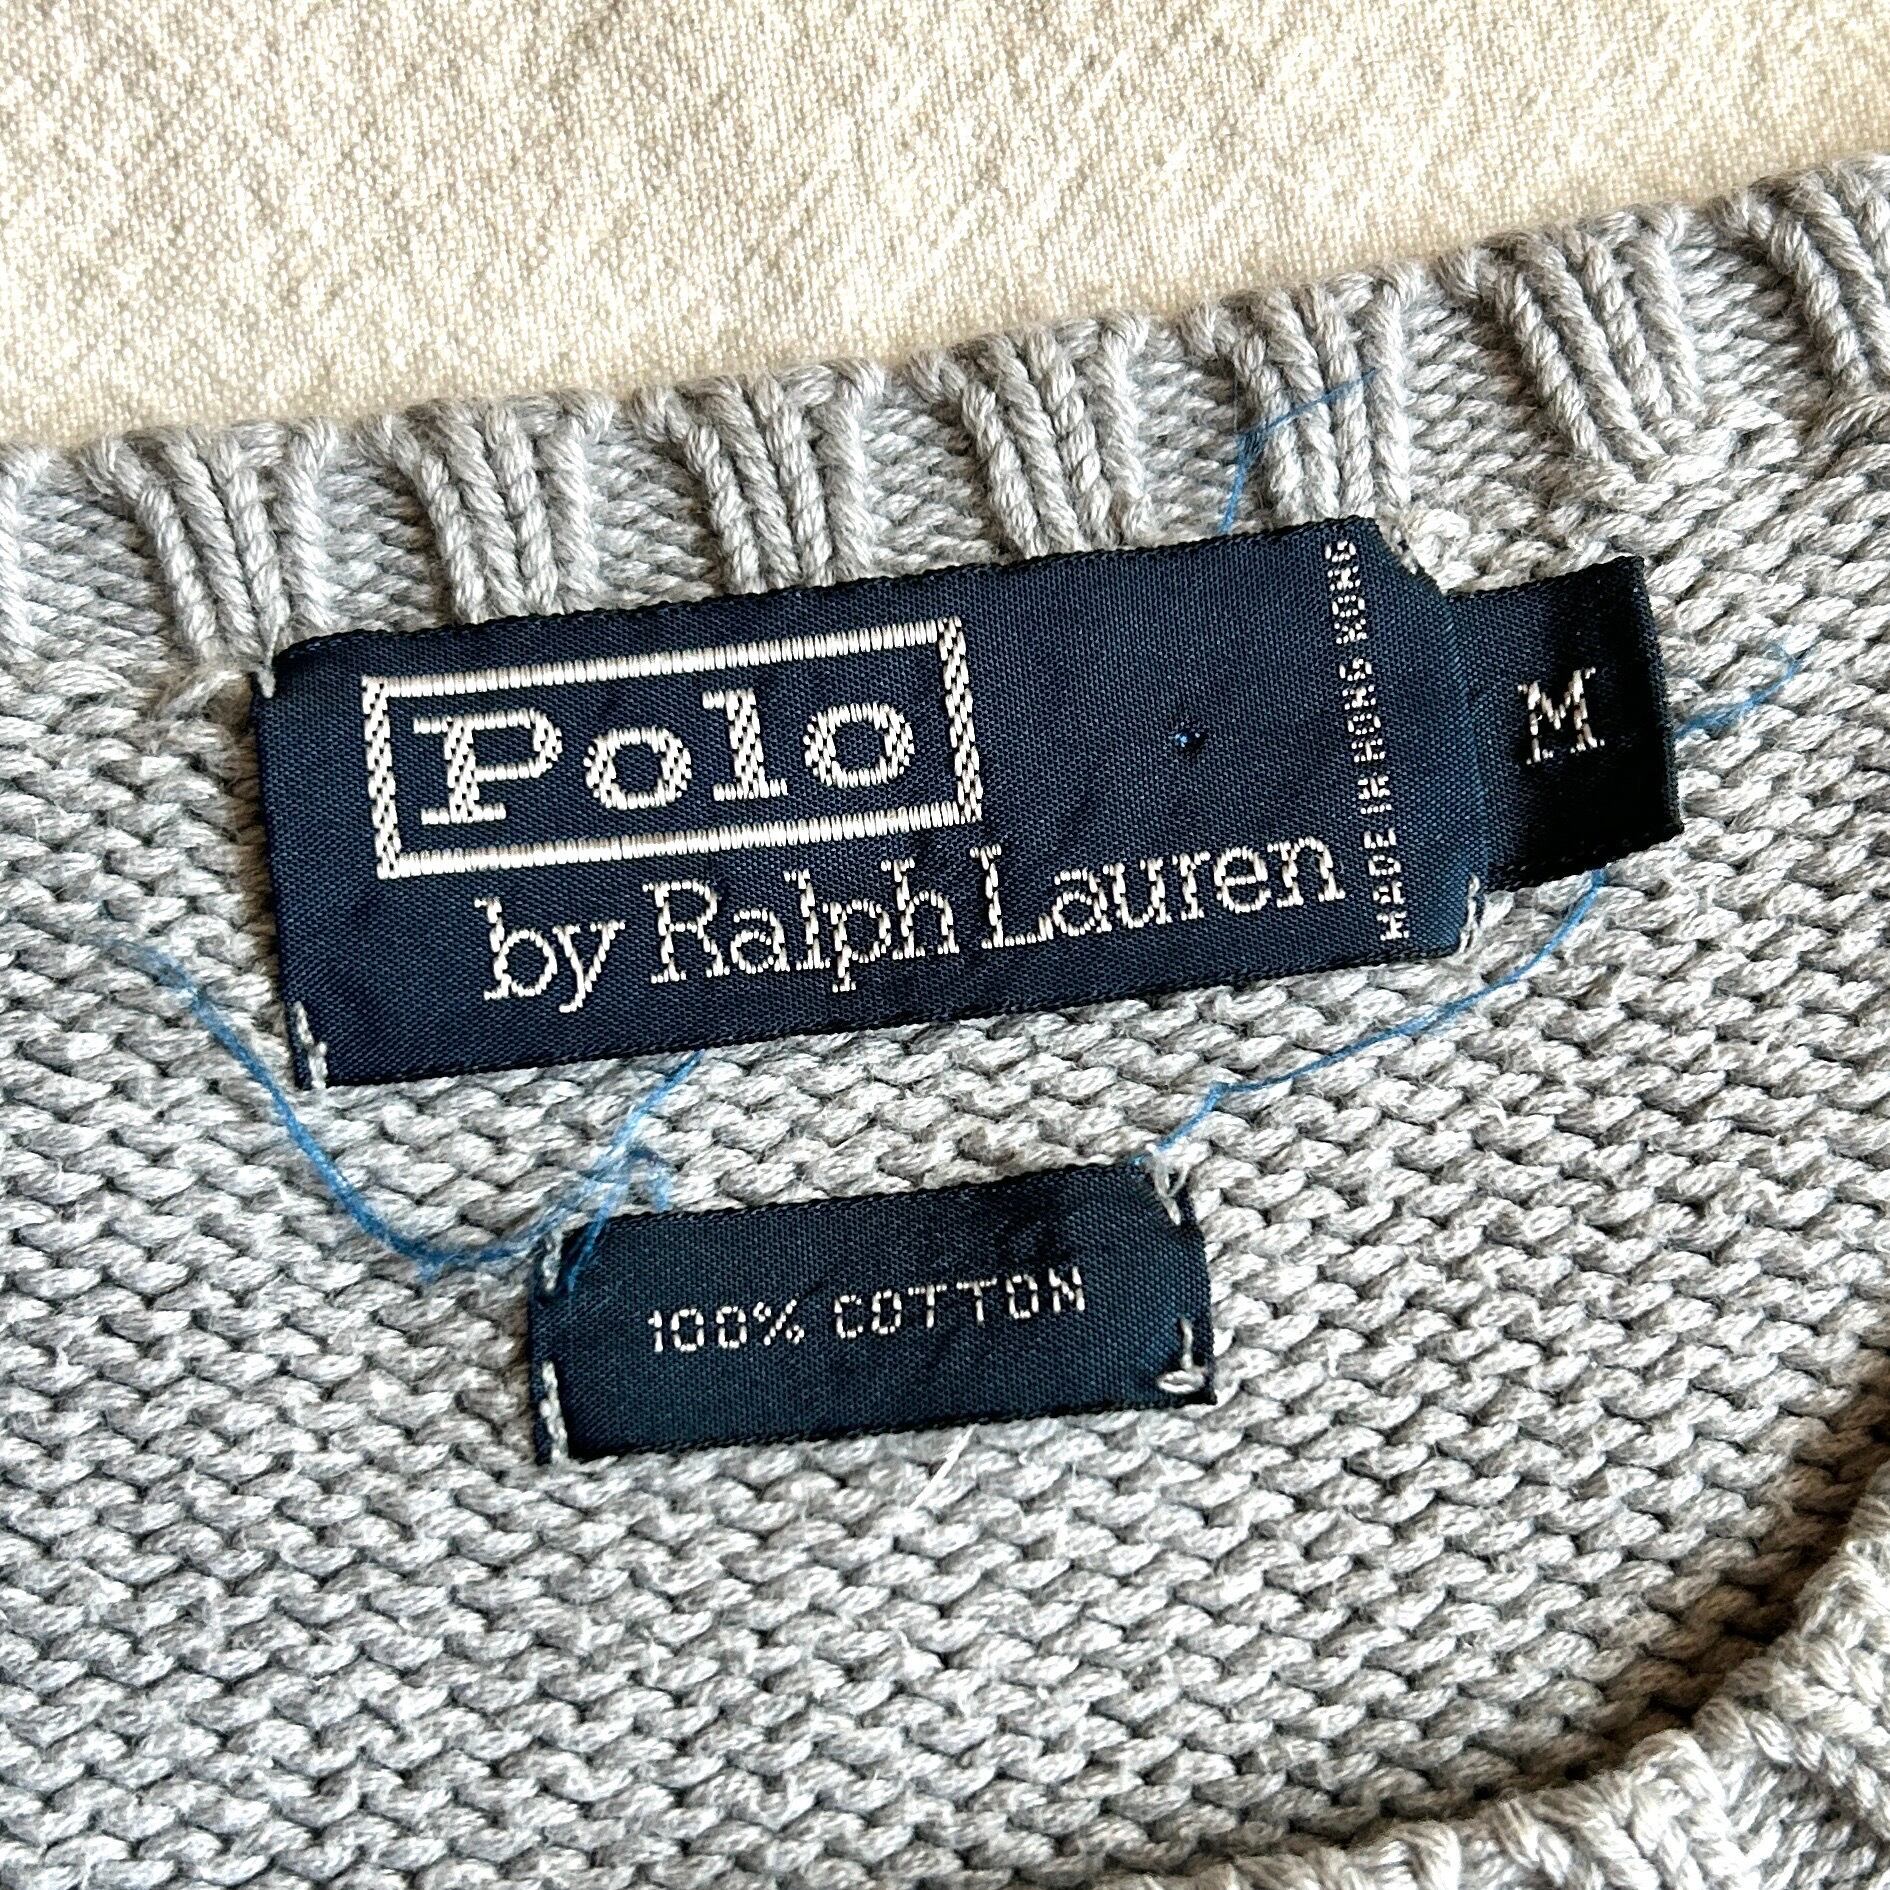 Polo
by Ralph Lauren
MADE IN HONG KONG
M
100% COTTON